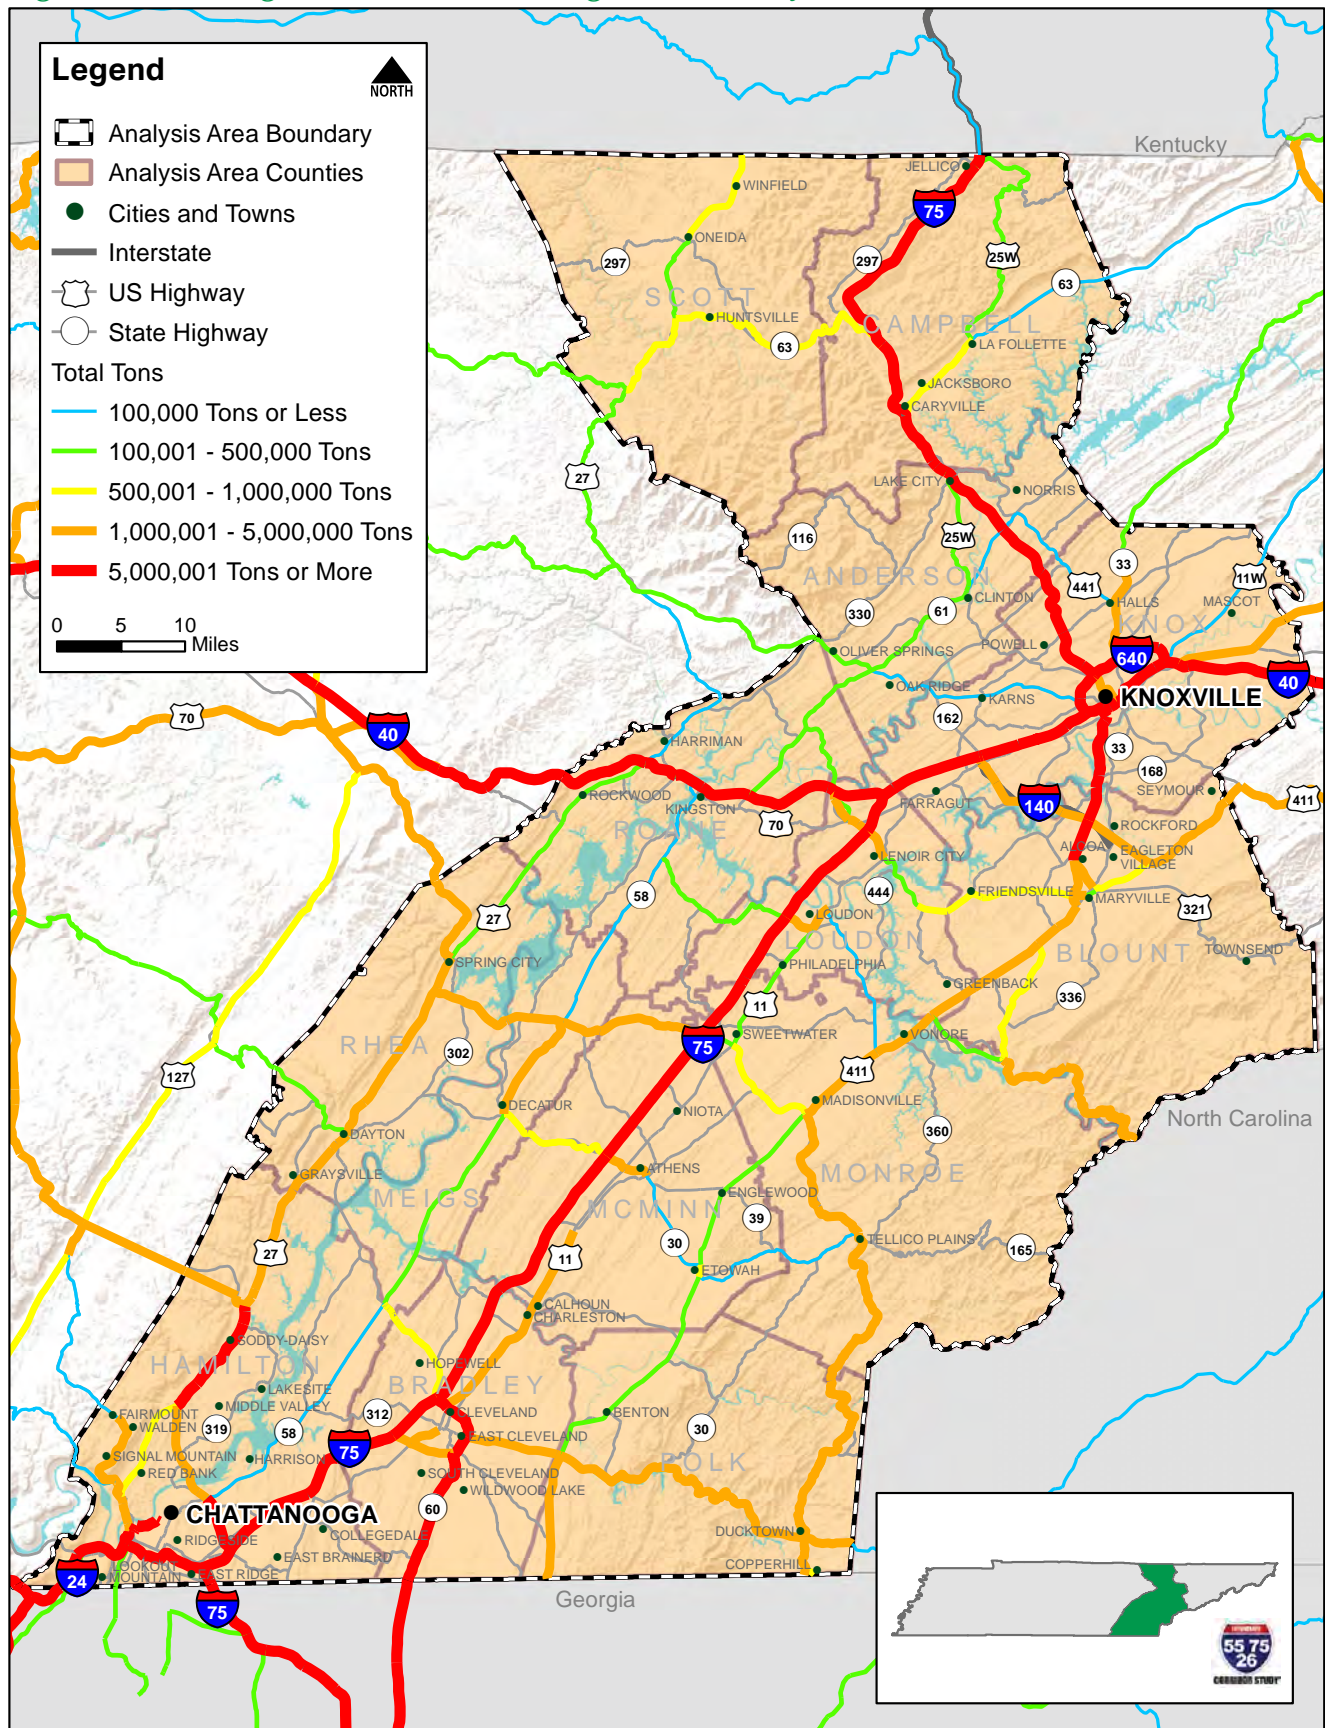 Legend
NORTH
Analysis Area Boundary
Analysis Area Counties
Cities and Towns
Interstate
US Highway
State Highway
Total Tons
100,000 Tons or Less
100,001 - 500,000 Tons
500,001 - 1,000,000 Tons
1,000,001 - 5,000,000 Tons
5,000,001 Tons or More
0 5 10
Miles
Kentucky
JELLICO
WINFIELD
75
ONEIDA
297
297
25W
63
SCOTT
HUNTSVILLE
CAMPBELL
63
LA FOLLETTE
JACKSBORO
CARYVILLE
27
LAKE CITY
NORRIS
116
25W
33
ANDERSON
441
11W
CLINTON
HALLS
MASCOT
330
61
KNOX
OLIVER SPRINGS
POWELL
640
40
OAK RIDGE
KARNS
KNOXVILLE
70
40
162
HARRIMAN
33
168
ROCKWOOD
KINGSTON
FARRAGUT
140
SEYMOUR
411
ROANE
70
ROCKFORD
LENOIR CITY
ALCOA
EAGLETON
VILLAGE
58
444
FRIENDSVILLE
MARYVILLE
27
LOUDON
321
LOUDON
BLOUNT
TOWNSEND
SPRING CITY
PHILADELPHIA
GREENBACK
336
11
RHEA
302
75
SWEETWATER
VONORE
127
411
DECATUR
NIOTA
MADISONVILLE
North Carolina
DAYTON
360
GRAYSVILLE
ATHENS
MONROE
MEIGS
ENGLEWOOD
MCMINN
39
27
11
30
TELLICO PLAINS
165
ETOWAH
CALHOUN
CHARLESTON
SODDY-DAISY
HAMILTON
HOPEWELL
BRADLEY
LAKESITE
FAIRMOUNT
MIDDLE VALLEY
312
CLEVELAND
BENTON
WALDEN
319
58
30
75
EAST CLEVELAND
SIGNAL MOUNTAIN
HARRISON
POLK
RED BANK
SOUTH CLEVELAND
WILDWOOD LAKE
CHATTANOOGA
60
RIDGESIDE
COLLEGEDALE
DUCKTOWN
EAST BRAINERD
LOOKOUT
MOUNTAIN
EAST RIDGE
COPPERHILL
24
75
Georgia
55 75
26
CORRIDOR STUDY